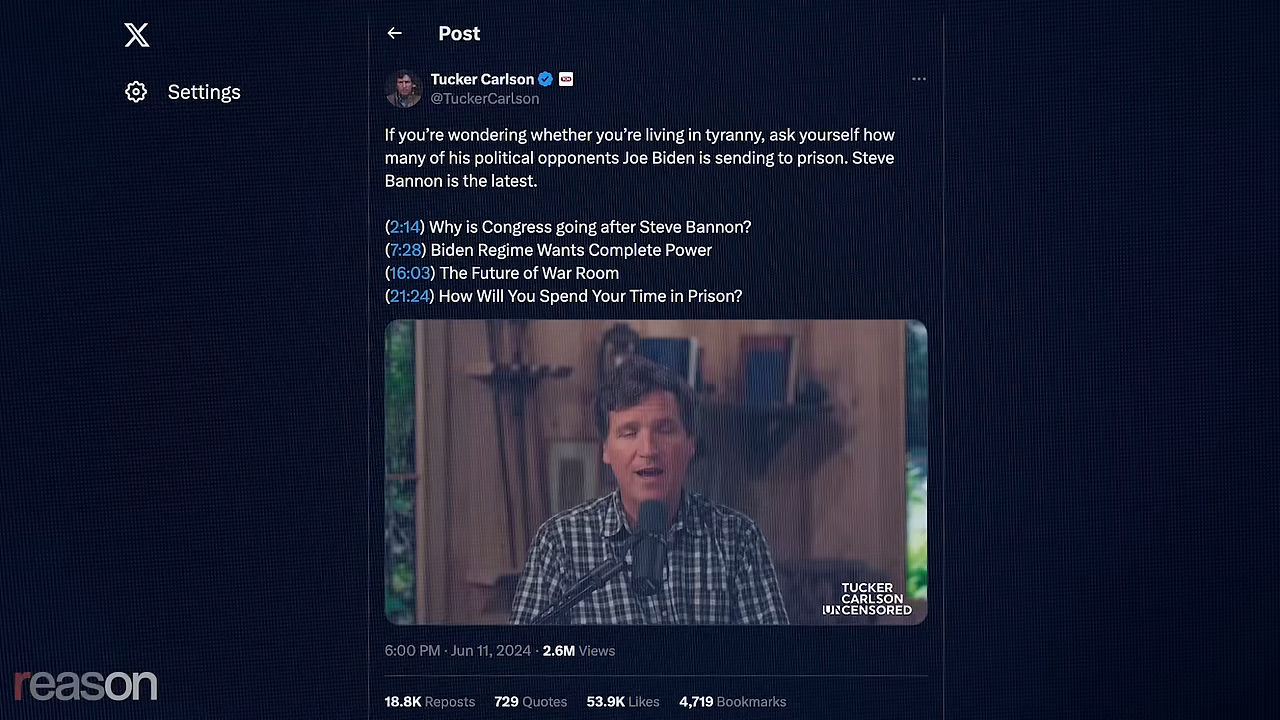 X
Post
Settings
Tucker Carlson
@TuckerCarlson
If you’re wondering whether you’re living in tyranny, ask yourself how
many of his political opponents Joe Biden is sending to prison. Steve
Bannon is the latest.
(2:14) Why is Congress going after Steve Bannon?
(7:28) Biden Regime Wants Complete Power
(16:03) The Future of War Room
(21:24) How Will You Spend Your Time in Prison?
TUCKER
CARLSON
UNCENSORED
6:00 PM · Jun 11, 2024 · 2.6M Views
18.8K Reposts 729 Quotes 53.9K Likes 4,719 Bookmarks
reason